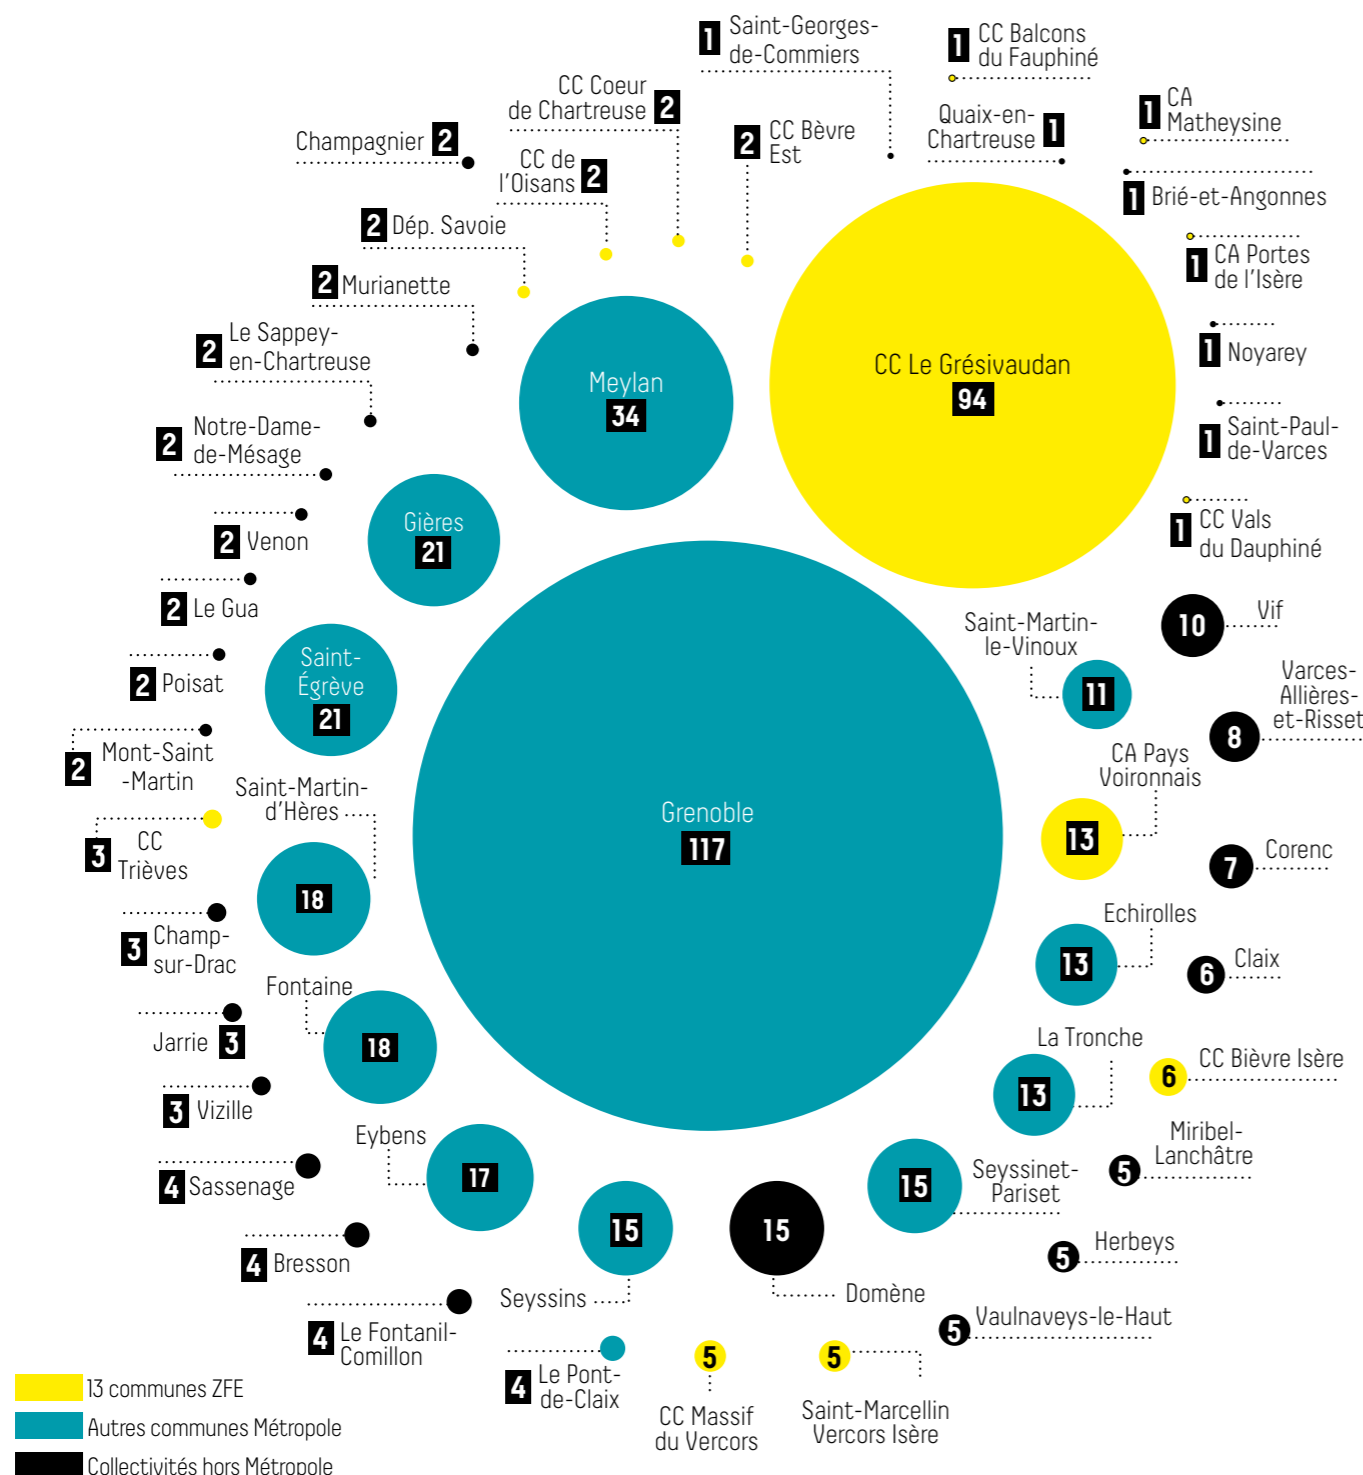 1 Saint-Georges-
de-Commiers
1 CC Balcons
du Fauphiné
CC Coeur
de Chartreuse 2
1 CA
Matheysine
Quaix-en-
Chartreuse 1
2 CC Bèvre
Est
Champagnier 2
CC de
l'Oisans 2
1 Brié-et-Angonnes
2 Dép. Savoie
1 CA Portes
de l'Isère
2 Murianette
2 Le Sappey-
en-Chartreuse
1 Noyarey
CC Le Grésivaudan
94
Meylan
34
2 Notre-Dame-
de-Mésage
1 Saint-Paul-
de-Varces
Gières
21
2 Venon
1 CC Vals
du Dauphiné
2 Le Gua
10 Vif
Saint-Martin-
le-Vinoux
11
Saint-
Égrève
21
2 Poisat
Varces-
Allières-
et-Risset
8
2 Mont-Saint
-Martin
CA Pays
Voironnais
13
Saint-Martin-
d'Hères
18
Grenoble
117
3 CC
Trièves
7 Corenc
Echirolles
13
3 Champ-
sur-Drac
6 Claix
Fontaine
18
Jarrie 3
La Tronche
13
6 CC Bièvre Isère
3 Vizille
Eybens
17
Miribel-
Lanchâtre
5
15 Seyssinet-
Pariset
4 Sassenage
15
Seyssins
15
Domène
Herbeys
5
4 Bresson
5 Vaulnaveys-le-Haut
4 Le Fontanil-
Comillon
4 Le Pont-
de-Claix
5
CC Massif
du Vercors
5
Saint-Marcellin
Vercors Isère
13 communes ZFE
Autres communes Métropole
Collectivités hors Métropole